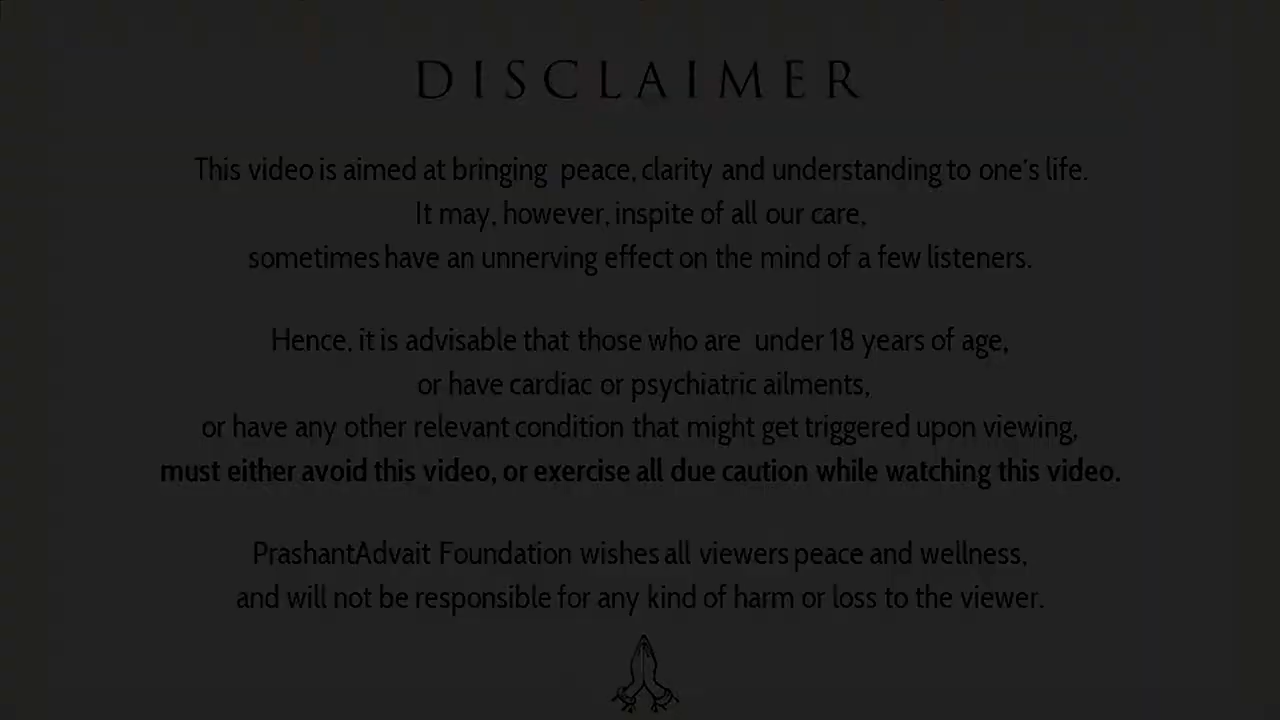 DISCLAIMER
This video is aimed at bringing peace, clarity and understanding to one's life.
It may, however, inspite of all our care,
sometimes have an unnerving effect on the mind of a few listeners.
Hence, it is advisable that those who are under 18 years of age,
or have cardiac or psychiatric ailments,
or have any other relevant condition that might get triggered upon viewing,
must either avoid this video, or exercise all due caution while watching this video.
PrashantAdvait Foundation wishes all viewers peace and wellness,
and will not be responsible for any kind of harm or loss to the viewer.